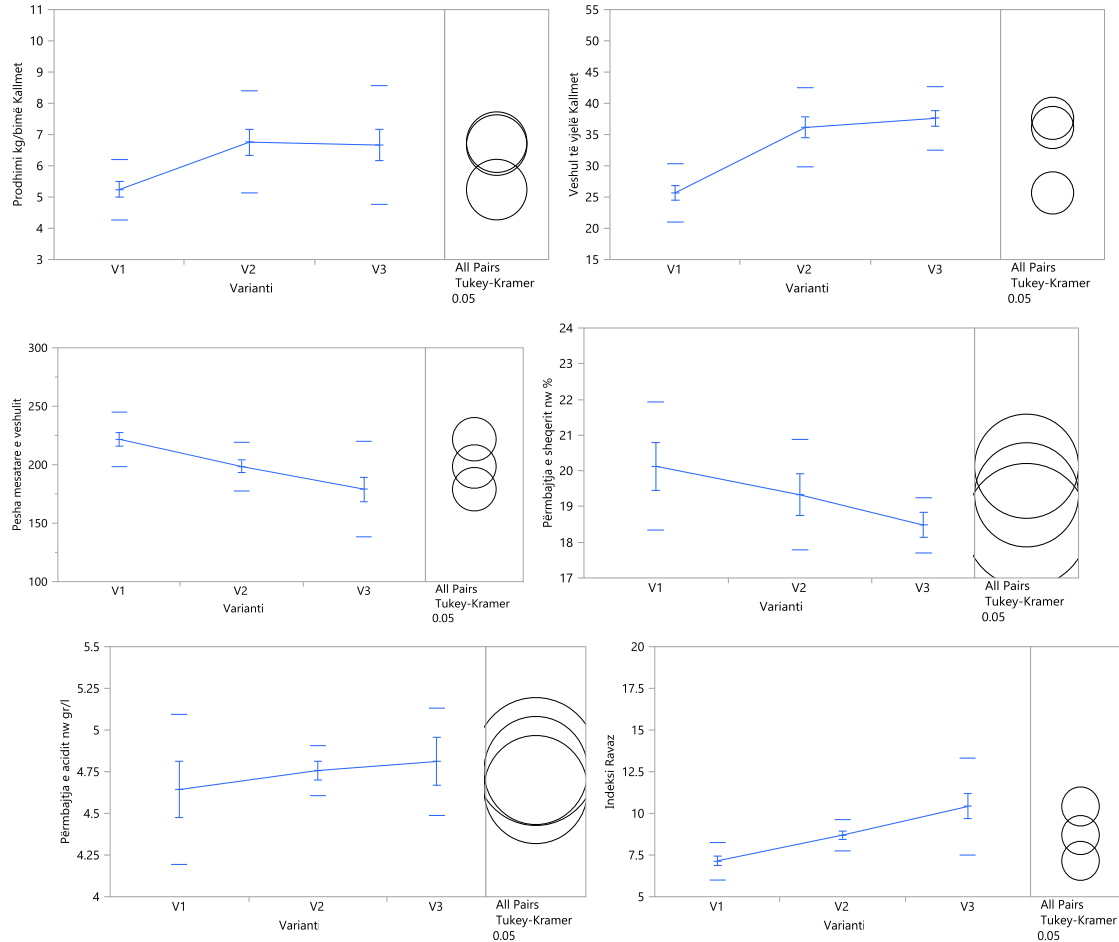 Prodhimi kg/bimë Kallmet
11
10
9
8
7
6
5
4
3
V1 V2 V3
Varianti
All Pairs
Tukey-Kramer
0.05
Veshul të vjelë Kallmet
55
50
45
40
35
30
25
20
15
V1 V2 V3
Varianti
All Pairs
Tukey-Kramer
0.05
Pesha mesatare e veshulit
300
250
200
150
100
V1 V2 V3
Varianti
All Pairs
Tukey-Kramer
0.05
Përmbajtja e sheqerit nw %
24
23
22
21
20
19
18
17
V1 V2 V3
Varianti
All Pairs
Tukey-Kramer
0.05
Përmbajtja e acidit nw gr/l
5.5
5.25
5
4.75
4.5
4.25
4
V1 V2 V3
Varianti
All Pairs
Tukey-Kramer
0.05
Indeksi Ravaz
20
17.5
15
12.5
10
7.5
5
V1 V2 V3
Varianti
All Pairs
Tukey-Kramer
0.05